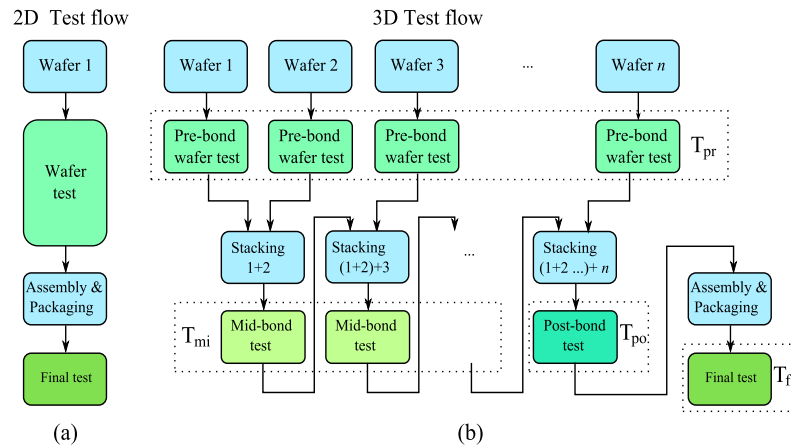 2D Test flow
3D Test flow
Wafer 1
Wafer 1
Wafer 2
Wafer 3
...
Wafer n
Wafer
test
Pre-bond
wafer test
Pre-bond
wafer test
Pre-bond
wafer test
Pre-bond
wafer test
Tpr
Assembly &
Packaging
Stacking
1+2
Stacking
(1+2)+3
...
Stacking
(1+2 ...)+ n
Assembly &
Packaging
Final test
Tmi
Mid-bond
test
Mid-bond
test
Post-bond
test
Tpo
Final test
Tf
(a)
(b)